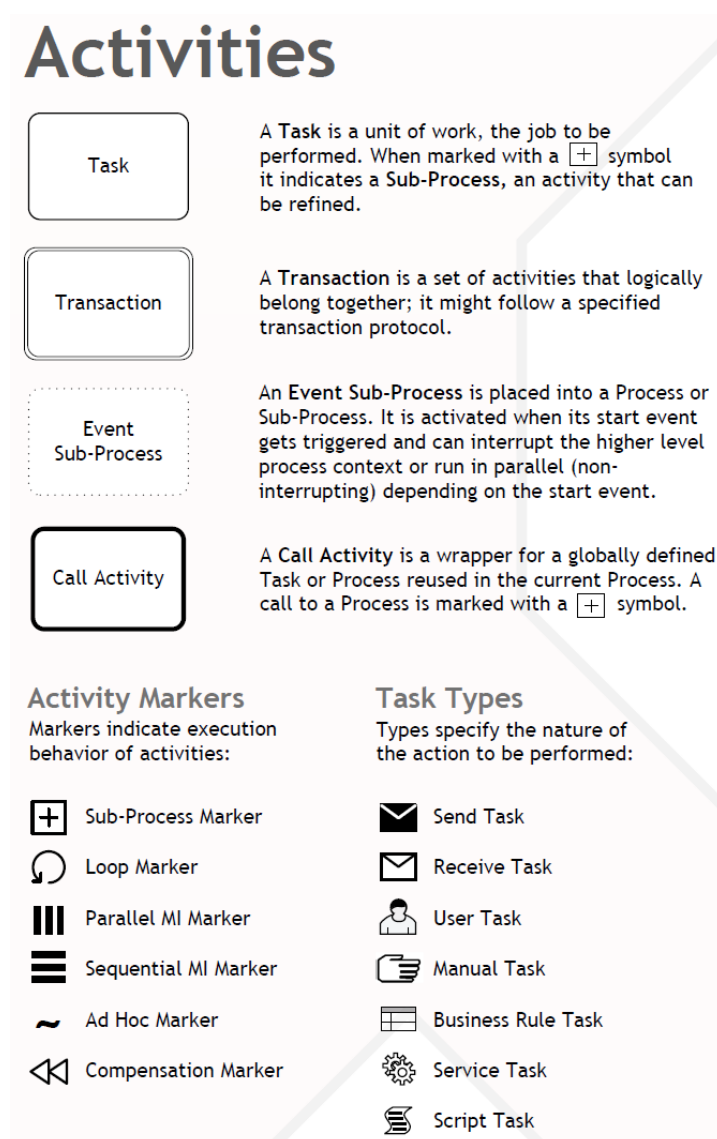 Activities
Task
A Task is a unit of work, the job to be
performed. When marked with a + symbol
it indicates a Sub-Process, an activity that can
be refined.
Transaction
A Transaction is a set of activities that logically
belong together; it might follow a specified
transaction protocol.
Event
Sub-Process
An Event Sub-Process is placed into a Process or
Sub-Process. It is activated when its start event
gets triggered and can interrupt the higher level
process context or run in parallel (non-
interrupting) depending on the start event.
Call Activity
A Call Activity is a wrapper for a globally defined
Task or Process reused in the current Process. A
call to a Process is marked with a + symbol.
Activity Markers
Markers indicate execution
behavior of activities:
Sub-Process Marker
Loop Marker
Parallel MI Marker
Sequential MI Marker
Ad Hoc Marker
Compensation Marker
Task Types
Types specify the nature of
the action to be performed:
Send Task
Receive Task
User Task
Manual Task
Business Rule Task
Service Task
Script Task